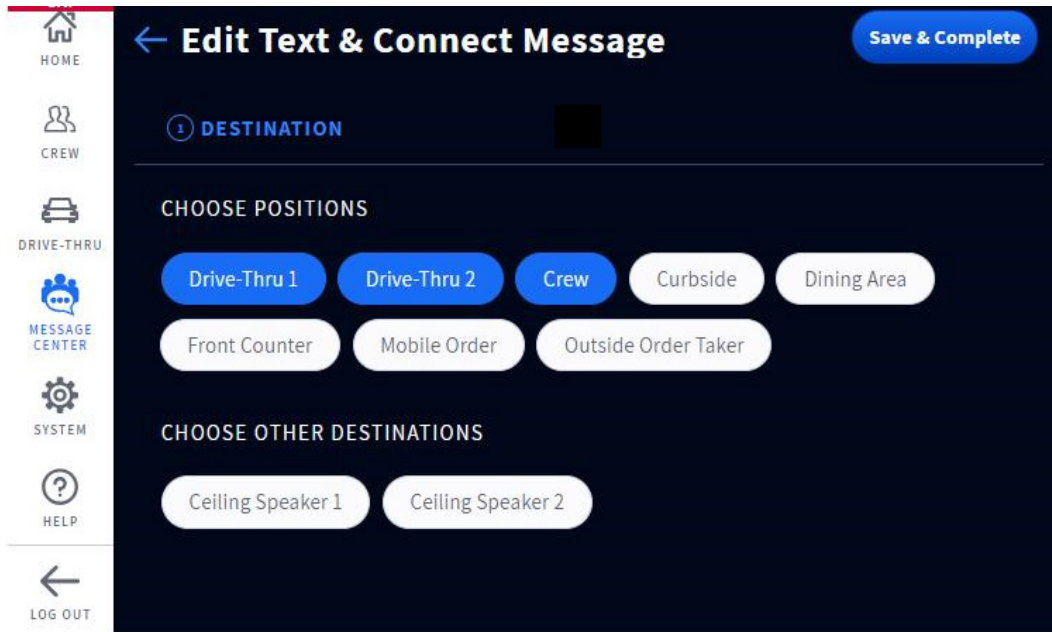 HOME
CREW
DRIVE-THRU
MESSAGE
CENTER
SYSTEM
HELP
LOG OUT
Edit Text & Connect Message
Save & Complete
1 DESTINATION
CHOOSE POSITIONS
Drive-Thru 1 Drive-Thru 2 Crew Curbside Dining Area
Front Counter Mobile Order Outside Order Taker
CHOOSE OTHER DESTINATIONS
Ceiling Speaker 1 Ceiling Speaker 2